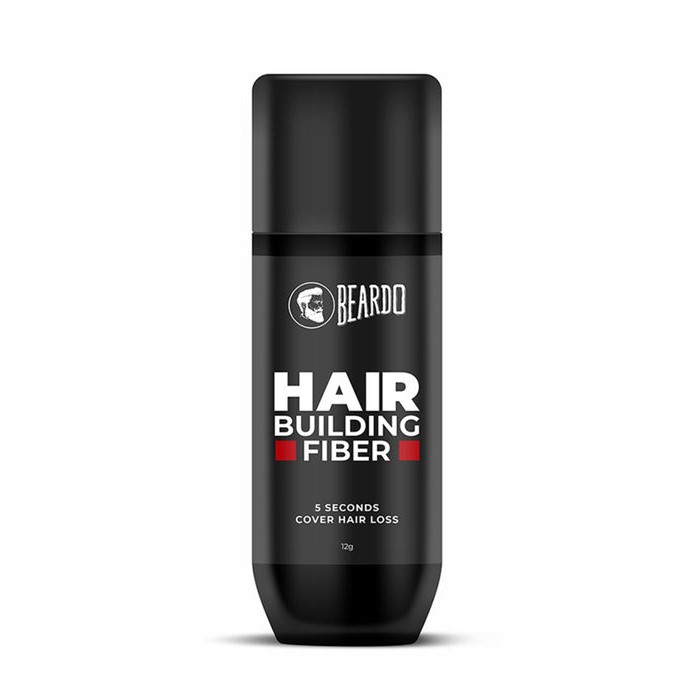 BEARDO
HAIR
BUILDING
FIBER
5 SECONDS
COVER HAIR LOSS
12g